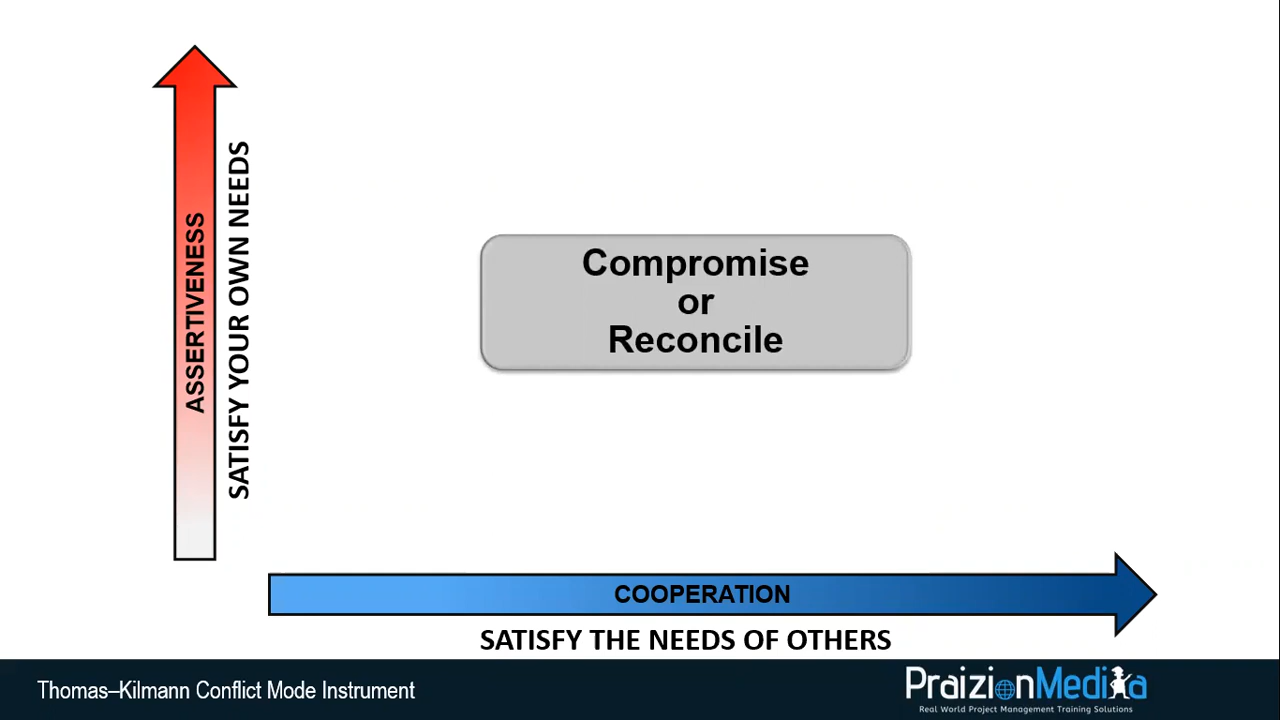 ASSERTIVENESS
SATISFY YOUR OWN NEEDS
Compromise
or
Reconcile
COOPERATION
SATISFY THE NEEDS OF OTHERS
Thomas–Kilmann Conflict Mode Instrument
PraizionMedia
Real World Project Management Training Solutions